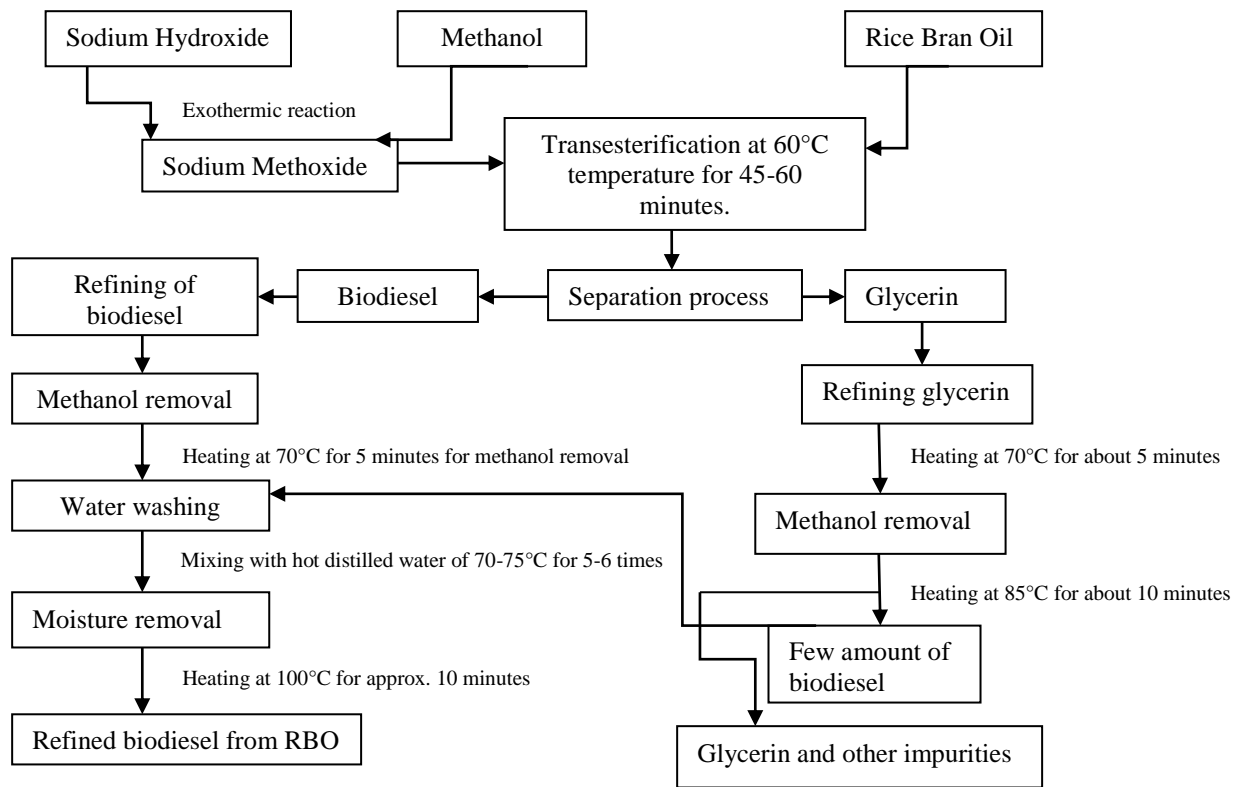 Sodium Hydroxide
Methanol
Rice Bran Oil
Exothermic reaction
Sodium Methoxide
Transesterification at 60°C
temperature for 45-60
minutes.
Refining of
biodiesel
Biodiesel
Separation process
Glycerin
Methanol removal
Refining glycerin
Heating at 70°C for 5 minutes for methanol removal
Heating at 70°C for about 5 minutes
Water washing
Methanol removal
Mixing with hot distilled water of 70-75°C for 5-6 times
Heating at 85°C for about 10 minutes
Moisture removal
Few amount of
biodiesel
Heating at 100°C for approx. 10 minutes
Refined biodiesel from RBO
Glycerin and other impurities